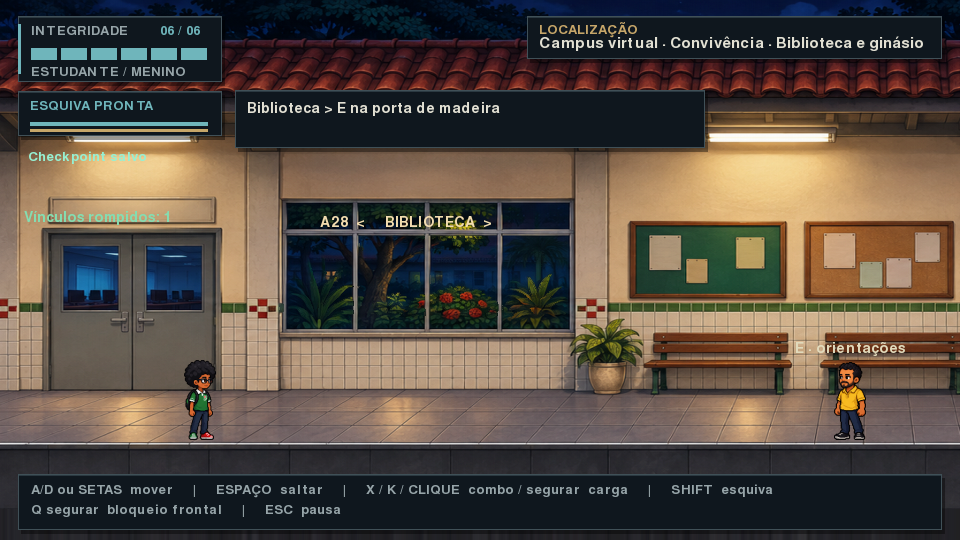 INTEGRIDADE 06 / 06
ESTUDANTE / MENINO
LOCALIZAÇÃO
Campus virtual · Convivência · Biblioteca e ginásio
ESQUIVA PRONTA
Biblioteca > E na porta de madeira
Checkpoint salvo
Vínculos rompidos: 1
A28 < BIBLIOTECA >
E · orientações
A/D ou SETAS mover | ESPAÇO saltar | X / K / CLIQUE combo / segurar carga | SHIFT esquiva
Q segurar bloqueio frontal | ESC pausa